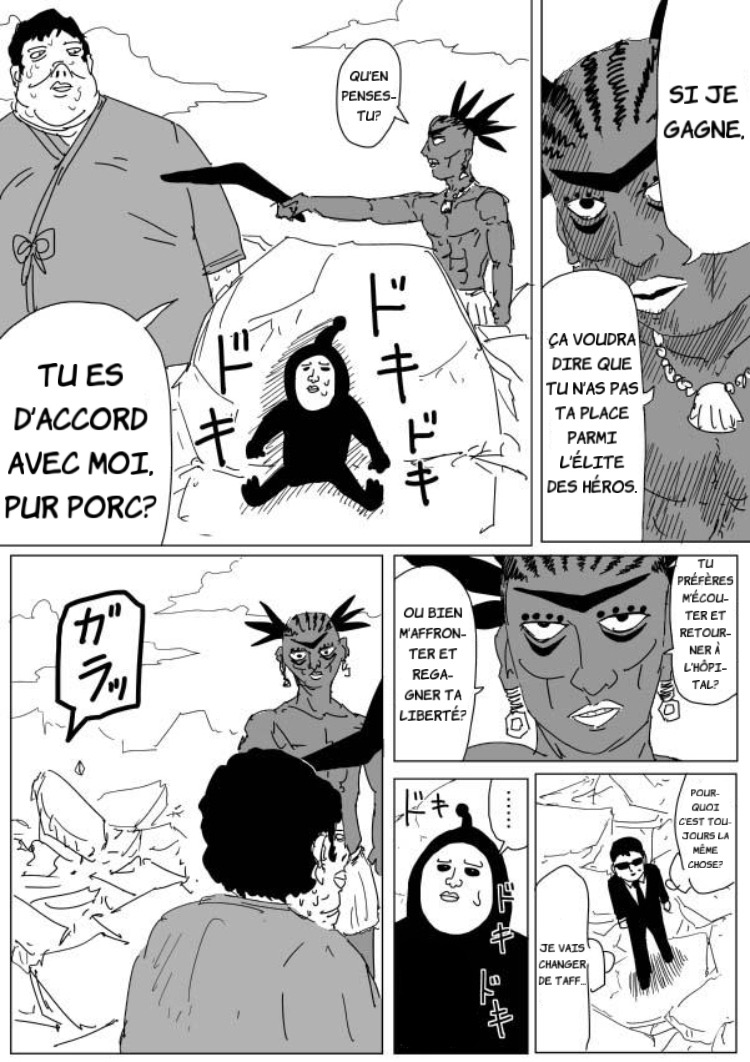 SI JE
GAGNE,
ÇA VOUDRA
DIRE QUE
TU N'AS PAS
TA PLACE
PARMI
L'ÉLITE
DES HÉROS.
QU'EN
PENSES-
TU?
ドキ
ドキ
ドキ
TU ES
D'ACCORD
AVEC MOI,
PUR PORC?
TU
PRÉFÈRES
M'ÉCOU-
TER ET
RETOUR-
NER À
L'HÔPI-
TAL?
OU BIEN
M'AFFRON-
TER ET
REGA-
GNER TA
LIBERTÉ?
POUR-
QUOI
C'EST TOU-
JOURS LA
MÊME
CHOSE?
JE VAIS
CHANGER
DE TAFF...
......
ドキ
ドキ
ドキ
ガラッ